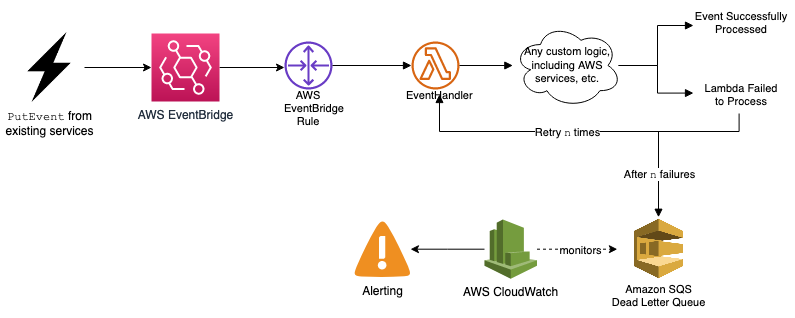 PutEvent from
existing services
AWS EventBridge
AWS
EventBridge
Rule
EventHandler
Any custom logic,
including AWS
services, etc.
Event Successfully
Processed
Lambda Failed
to Process
Retry n times
After n failures
Alerting
AWS CloudWatch
monitors
Amazon SQS
Dead Letter Queue